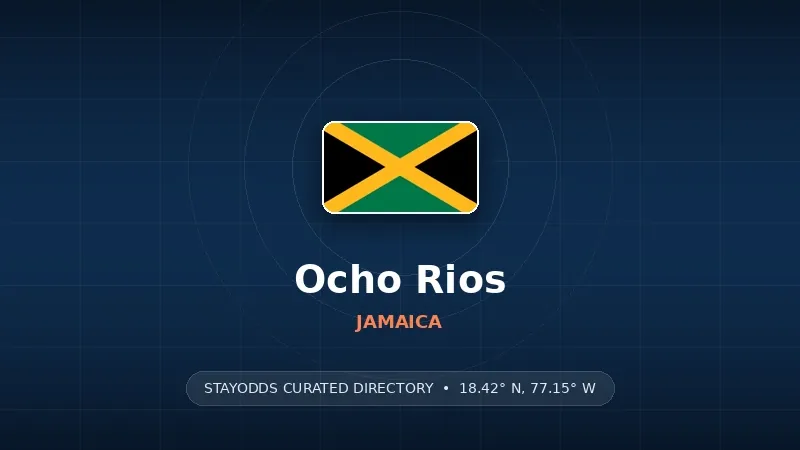 Ocho Rios
JAMAICA
STAYODDS CURATED DIRECTORY • 18.42° N, 77.15° W